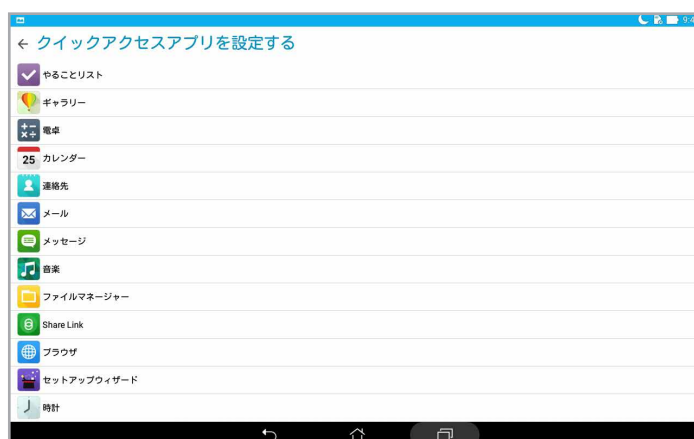 9:4
クイックアクセスアプリを設定する
やることリスト
ギャラリー
電卓
25 カレンダー
連絡先
メール
メッセージ
音楽
ファイルマネージャー
Share Link
ブラウザ
セットアップウィザード
時計